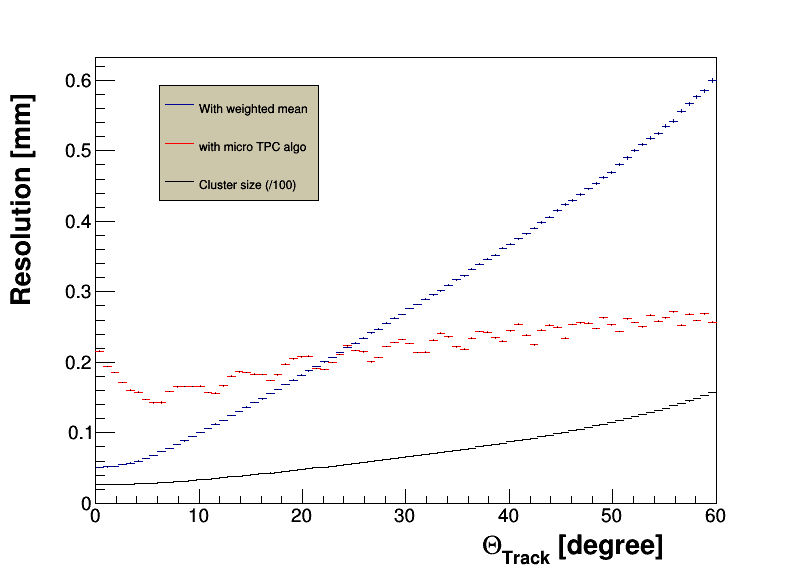 Resolution [mm]
0.6
0.5
0.4
0.3
0.2
0.1
0
With weighted mean
with micro TPC algo
Cluster size (/100)
0 10 20 30 40 50 60
Θ_Track [degree]